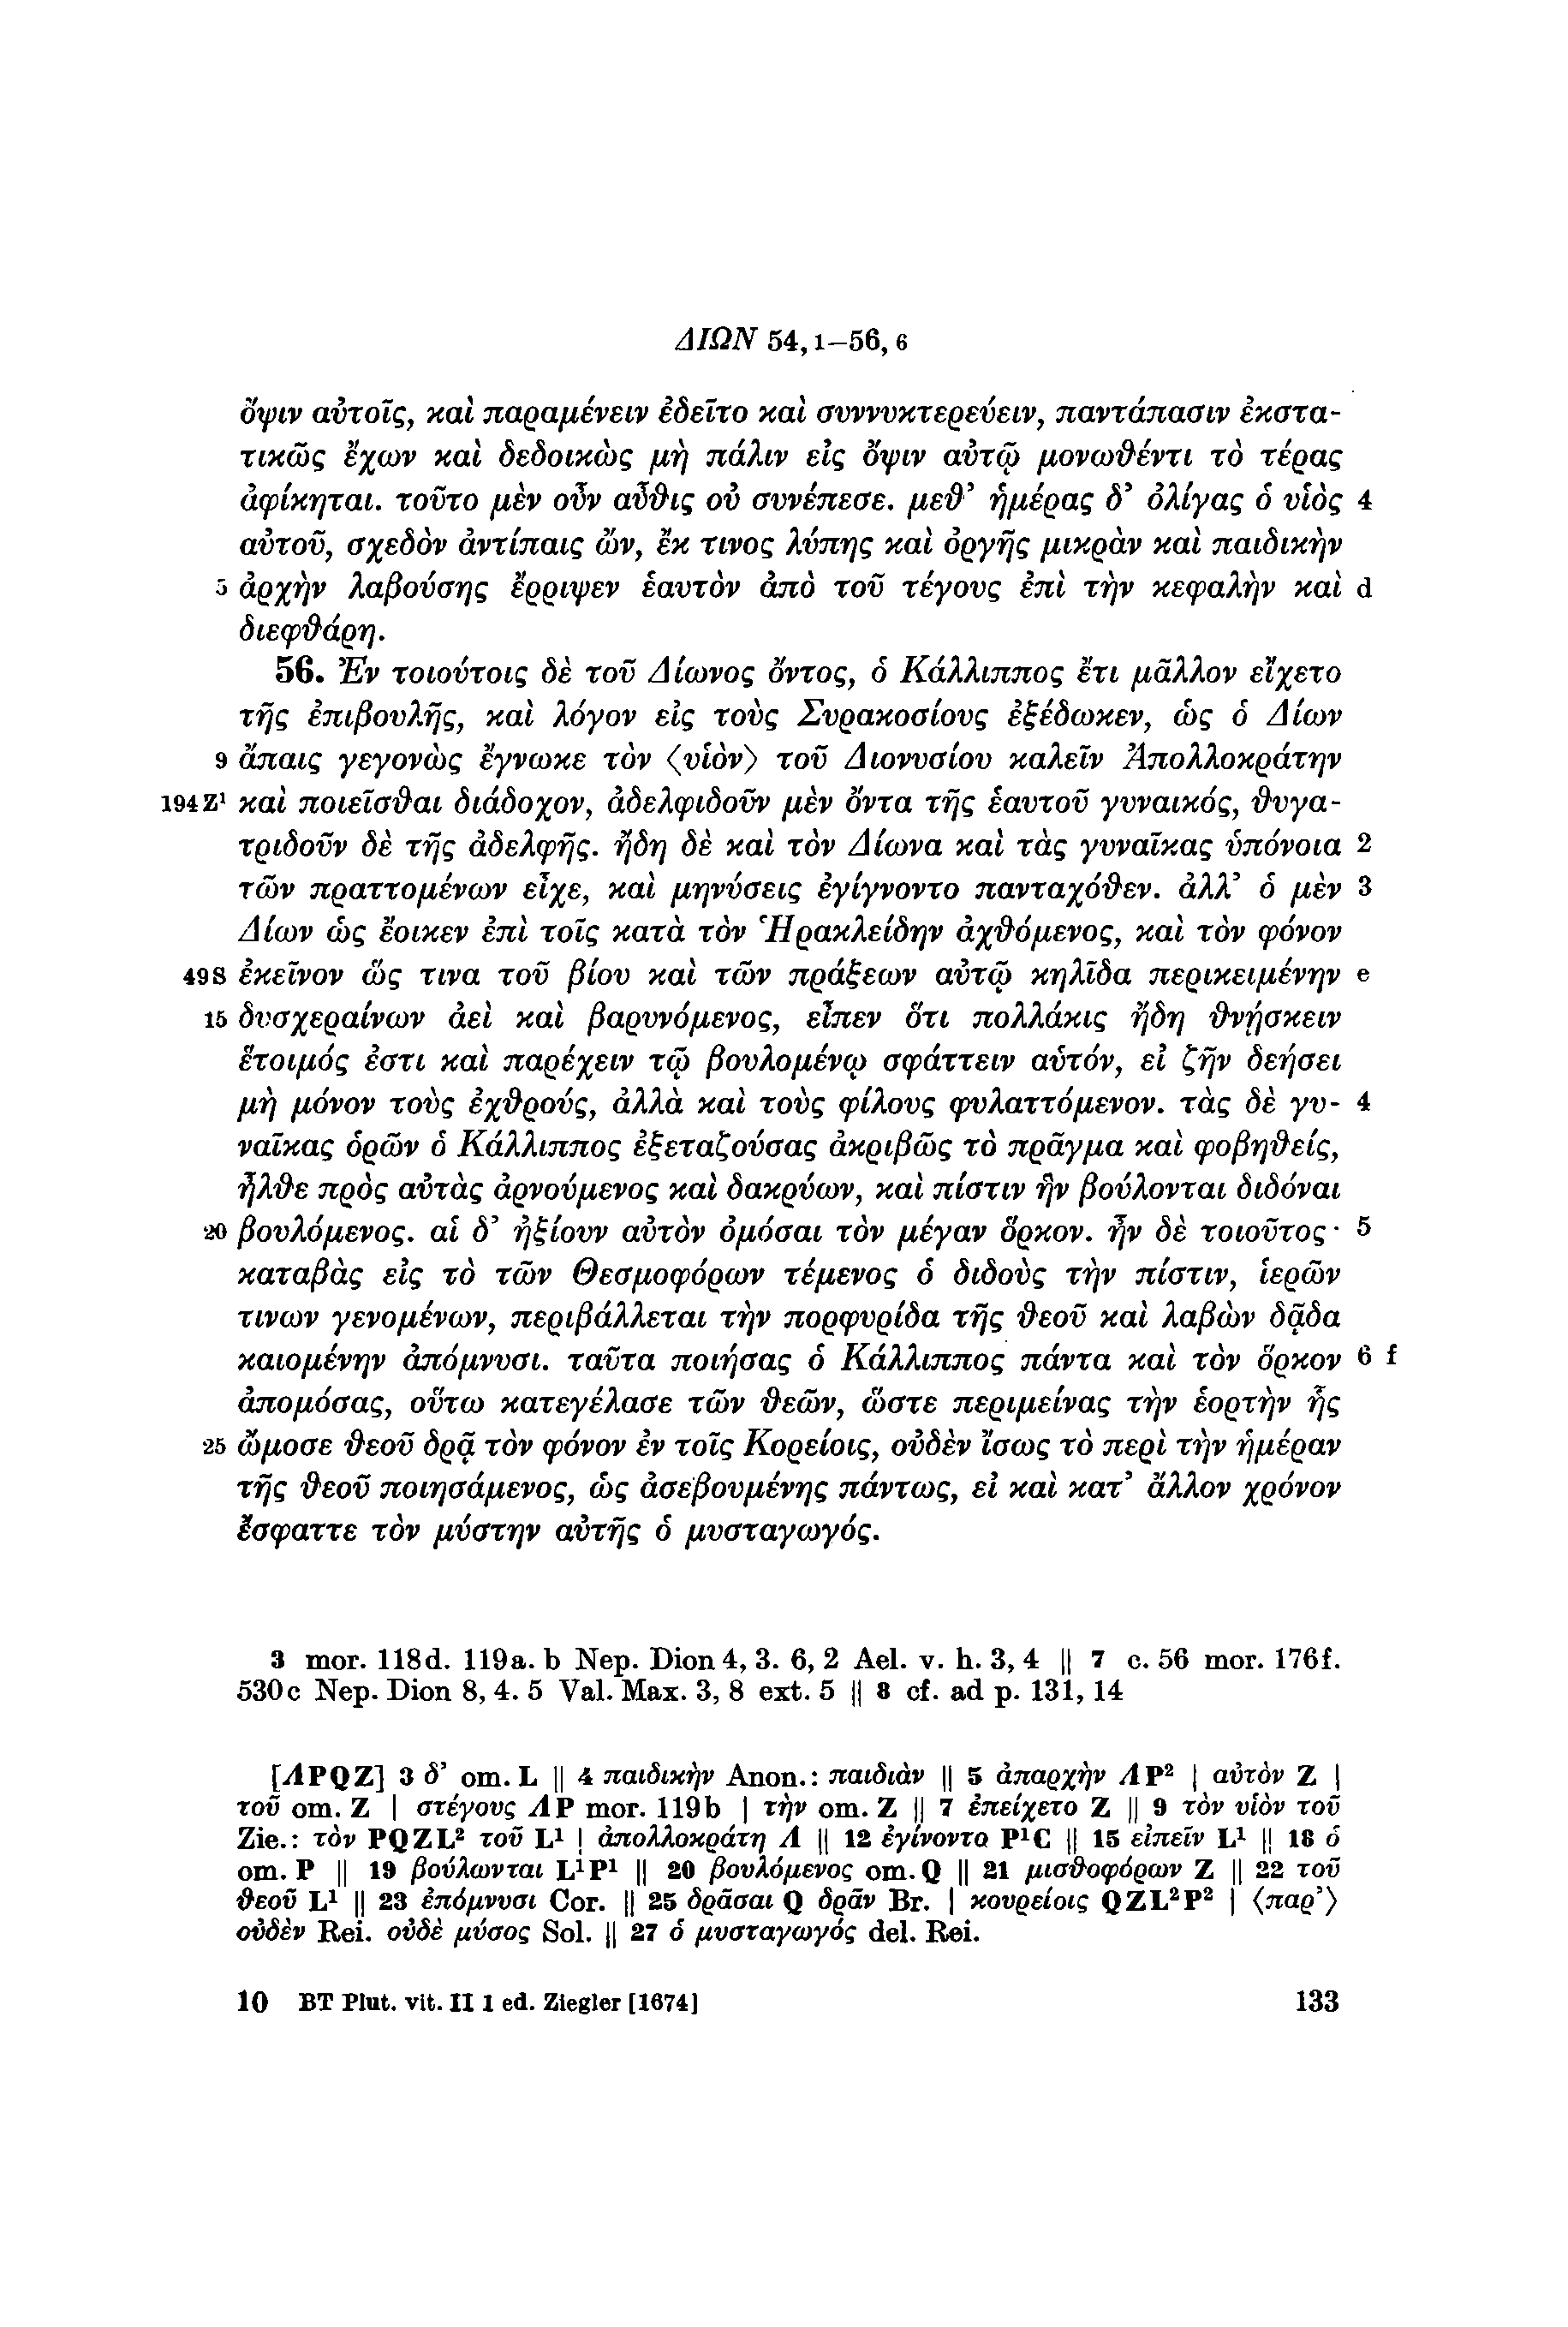 ΔΙΩΝ 54, 1–56, 6
ὄψιν αὐτοῖς, καὶ παραμένειν ἐδεῖτο καὶ συννυκτερεύειν, παντάπασιν ἐκστα-
τικῶς ἔχων καὶ δεδοικὼς μὴ πάλιν εἰς ὄψιν αὐτῷ μονωθέντι τὸ τέρας
ἀφίκηται. τοῦτο μὲν οὖν αὖθις οὐ συνέπεσε. μεθ’ ἡμέρας δ’ ὀλίγας ὁ υἱὸς 4
αὐτοῦ, σχεδὸν ἀντίπαις ὤν, ἔκ τινος λύπης καὶ ὀργῆς μικρὰν καὶ παιδικὴν
5 ἀρχὴν λαβούσης ἔρριψεν ἑαυτὸν ἀπὸ τοῦ τέγους ἐπὶ τὴν κεφαλὴν καὶ d
διεφθάρη.
56. Ἐν τοιούτοις δὲ τοῦ Δίωνος ὄντος, ὁ Κάλλιππος ἔτι μᾶλλον εἴχετο
τῆς ἐπιβουλῆς, καὶ λόγον εἰς τοὺς Συρακοσίους ἐξέδωκεν, ὡς ὁ Δίων
9 ἄπαις γεγονὼς ἔγνωκε τὸν ⟨υἱὸν⟩ τοῦ Διονυσίου καλεῖν Ἀπολλοκράτην
194Z¹ καὶ ποιεῖσθαι διάδοχον, ἀδελφιδοῦν μὲν ὄντα τῆς ἑαυτοῦ γυναικός, θυγα-
τριδοῦν δὲ τῆς ἀδελφῆς. ἤδη δὲ καὶ τὸν Δίωνα καὶ τὰς γυναῖκας ὑπόνοια 2
τῶν πραττομένων εἶχε, καὶ μηνύσεις ἐγίγνοντο πανταχόθεν. ἀλλ’ ὁ μὲν 3
Δίων ὡς ἔοικεν ἐπὶ τοῖς κατὰ τὸν Ἡρακλείδην ἀχθόμενος, καὶ τὸν φόνον
49S ἐκεῖνον ὥς τινα τοῦ βίου καὶ τῶν πράξεων αὐτῷ κηλῖδα περικειμένην e
15 δυσχεραίνων ἀεὶ καὶ βαρυνόμενος, εἶπεν ὅτι πολλάκις ἤδη θνῄσκειν
ἕτοιμός ἐστι καὶ παρέχειν τῷ βουλομένῳ σφάττειν αὑτόν, εἰ ζῆν δεήσει
μὴ μόνον τοὺς ἐχθρούς, ἀλλὰ καὶ τοὺς φίλους φυλαττόμενον. τὰς δὲ γυ- 4
ναῖκας ὁρῶν ὁ Κάλλιππος ἐξεταζούσας ἀκριβῶς τὸ πρᾶγμα καὶ φοβηθείς,
ἦλθε πρὸς αὐτὰς ἀρνούμενος καὶ δακρύων, καὶ πίστιν ἣν βούλονται διδόναι
20 βουλόμενος. αἱ δ’ ἠξίουν αὐτὸν ὀμόσαι τὸν μέγαν ὅρκον. ἦν δὲ τοιοῦτος· 5
καταβὰς εἰς τὸ τῶν Θεσμοφόρων τέμενος ὁ διδοὺς τὴν πίστιν, ἱερῶν
τινων γενομένων, περιβάλλεται τὴν πορφυρίδα τῆς θεοῦ καὶ λαβὼν δᾷδα
καιομένην ἀπόμνυσι. ταῦτα ποιήσας ὁ Κάλλιππος πάντα καὶ τὸν ὅρκον 6 f
ἀπομόσας, οὕτω κατεγέλασε τῶν θεῶν, ὥστε περιμείνας τὴν ἑορτὴν ἧς
25 ὤμοσε θεοῦ δρᾷ τὸν φόνον ἐν τοῖς Κορείοις, οὐδὲν ἴσως τὸ περὶ τὴν ἡμέραν
τῆς θεοῦ ποιησάμενος, ὡς ἀσεβουμένης πάντως, εἰ καὶ κατ’ ἄλλον χρόνον
ἔσφαττε τὸν μύστην αὐτῆς ὁ μυσταγωγός.
3 mor. 118d. 119a. b Nep. Dion 4, 3. 6, 2 Ael. v. h. 3, 4 || 7 c. 56 mor. 176f.
530c Nep. Dion 8, 4. 5 Val. Max. 3, 8 ext. 5 || 8 cf. ad p. 131, 14
[ΛPQZ] 3 δ’ om. L || 4 παιδικὴν Anon.: παιδιὰν || 5 ἀπαρχὴν ΛP² | αὐτὸν Z |
τοῦ om. Z | στέγους ΛP mor. 119b | τὴν om. Z || 7 ἐπείχετο Z || 9 τὸν υἱὸν τοῦ
Zie.: τὸν PQZL² τοῦ L¹ | ἀπολλοκράτη Λ || 12 ἐγίνοντο P¹C || 15 εἰπεῖν L¹ || 18 ὁ
om. P || 19 βούλωνται L¹P¹ || 20 βουλόμενος om. Q || 21 μισθοφόρων Z || 22 τοῦ
θεοῦ L¹ || 23 ἐπόμνυσι Cor. || 25 δρᾶσαι Q δρᾶν Br. | κουρείοις QZL²P² | ⟨παρ’⟩
οὐδὲν Rei. οὐδὲ μύσος Sol. || 27 ὁ μυσταγωγός del. Rei.
10 BT Plut. vit. II 1 ed. Ziegler [1674] 133